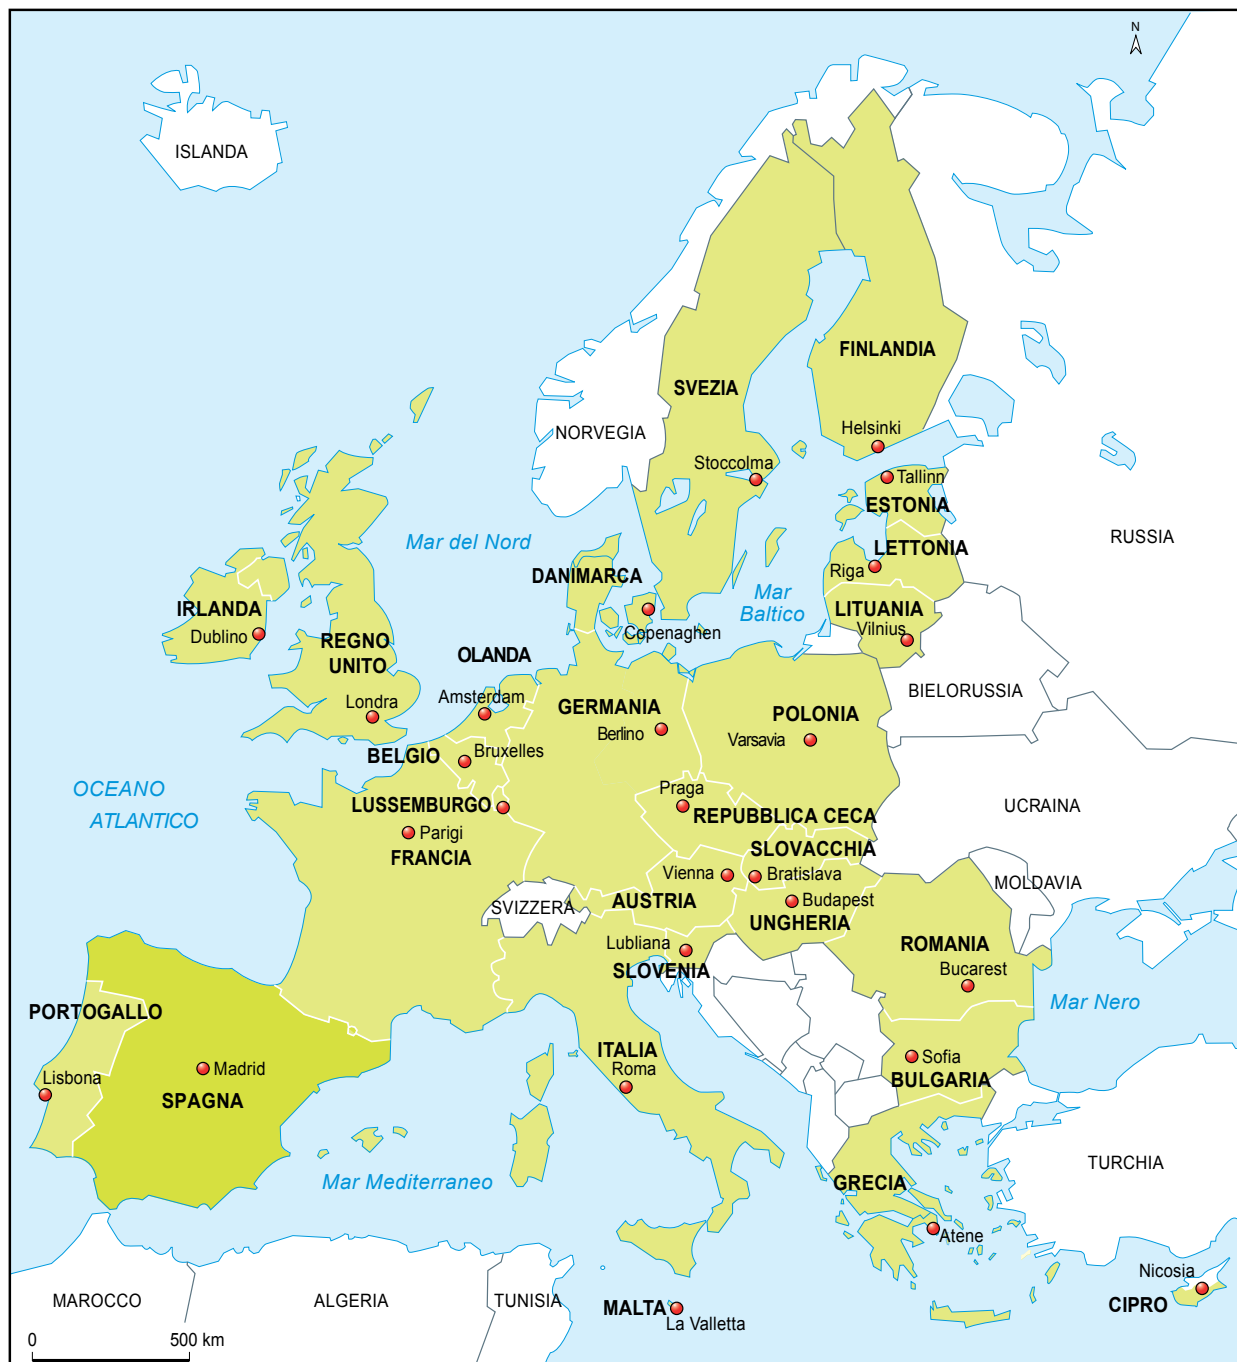 N
ISLANDA
FINLANDIA
SVEZIA
NORVEGIA
Helsinki
Stoccolma
Tallinn
ESTONIA
Mar del Nord
RUSSIA
LETTONIA
DANIMARCA
Riga
Mar
Baltico
IRLANDA
LITUANIA
Dublino
Copenaghen
Vilnius
REGNO
UNITO
OLANDA
BIELORUSSIA
Londra
Amsterdam
GERMANIA
POLONIA
Berlino
Varsavia
BELGIO
Bruxelles
OCEANO
ATLANTICO
Praga
LUSSEMBURGO
REPUBBLICA CECA
UCRAINA
Parigi
FRANCIA
SLOVACCHIA
Vienna
Bratislava
MOLDAVIA
SVIZZERA
AUSTRIA
Budapest
UNGHERIA
Lubliana
SLOVENIA
ROMANIA
Bucarest
PORTOGALLO
Mar Nero
ITALIA
Roma
Sofia
BULGARIA
Madrid
Lisbona
SPAGNA
Mar Mediterraneo
GRECIA
TURCHIA
Atene
Nicosia
CIPRO
MAROCCO
ALGERIA
TUNISIA
MALTA
La Valletta
0
500 km